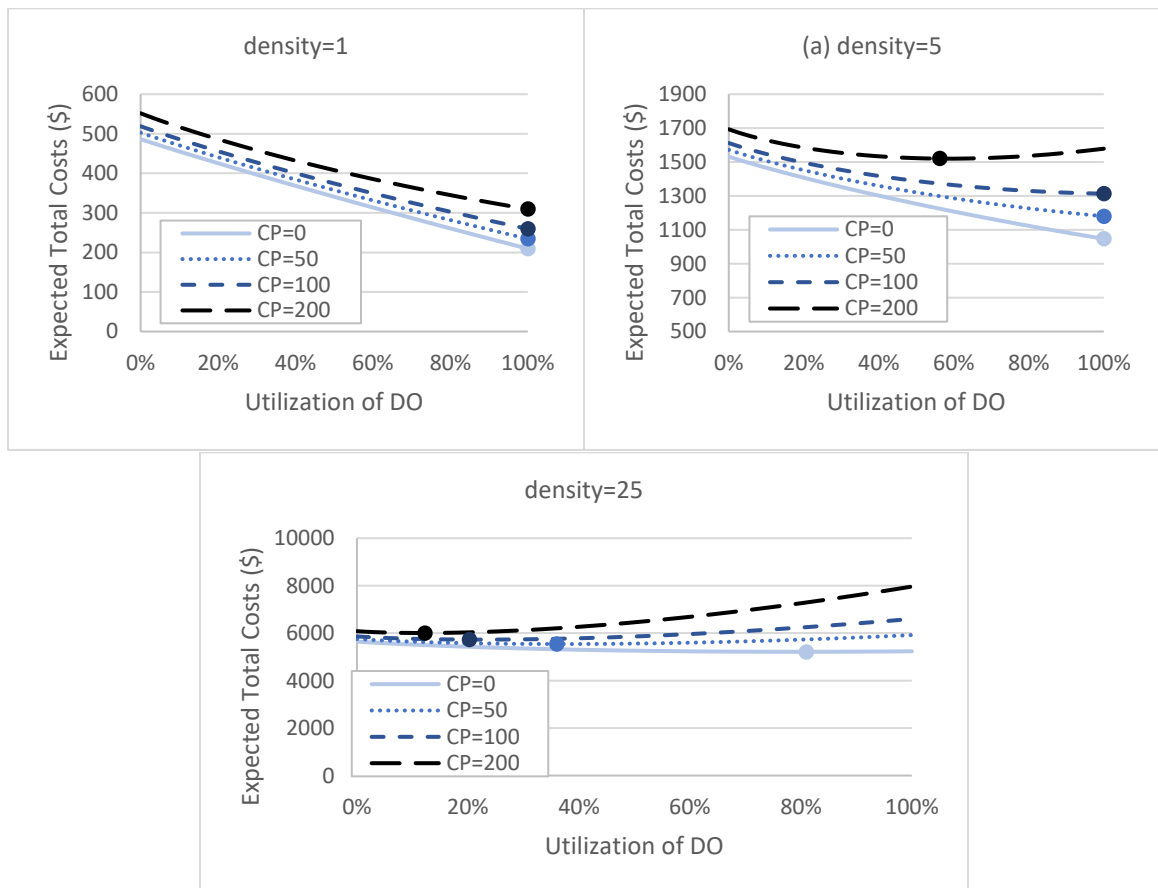 density=1
Expected Total Costs ($)
600
500
400
300
200
100
0
CP=0
CP=50
CP=100
CP=200
0% 20% 40% 60% 80% 100%
Utilization of DO
(a) density=5
Expected Total Costs ($)
1900
1700
1500
1300
1100
900
700
500
CP=0
CP=50
CP=100
CP=200
0% 20% 40% 60% 80% 100%
Utilization of DO
density=25
Expected Total Costs ($)
10000
8000
6000
4000
2000
0
CP=0
CP=50
CP=100
CP=200
0% 20% 40% 60% 80% 100%
Utilization of DO